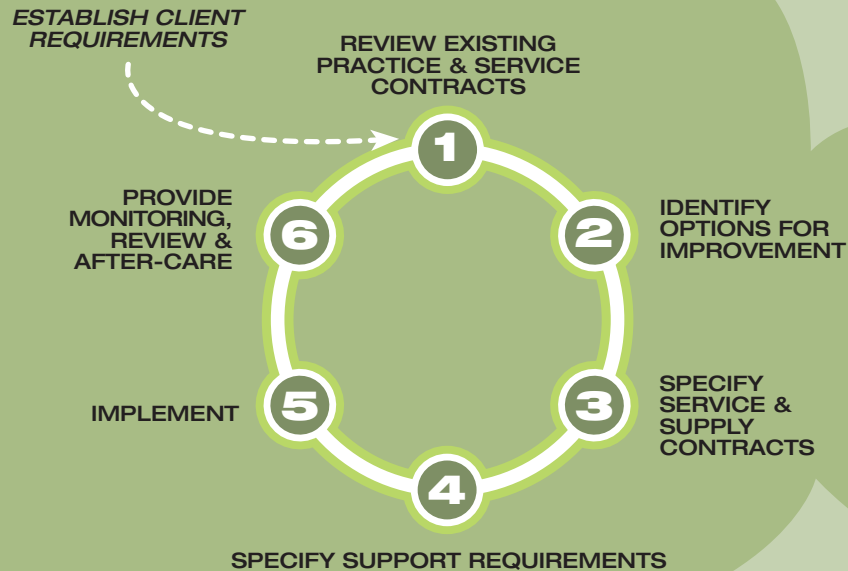 ESTABLISH CLIENT
REQUIREMENTS
REVIEW EXISTING
PRACTICE & SERVICE
CONTRACTS
1
2
IDENTIFY
OPTIONS FOR
IMPROVEMENT
3
SPECIFY
SERVICE &
SUPPLY
CONTRACTS
4
SPECIFY SUPPORT REQUIREMENTS
5
IMPLEMENT
6
PROVIDE
MONITORING,
REVIEW &
AFTER-CARE